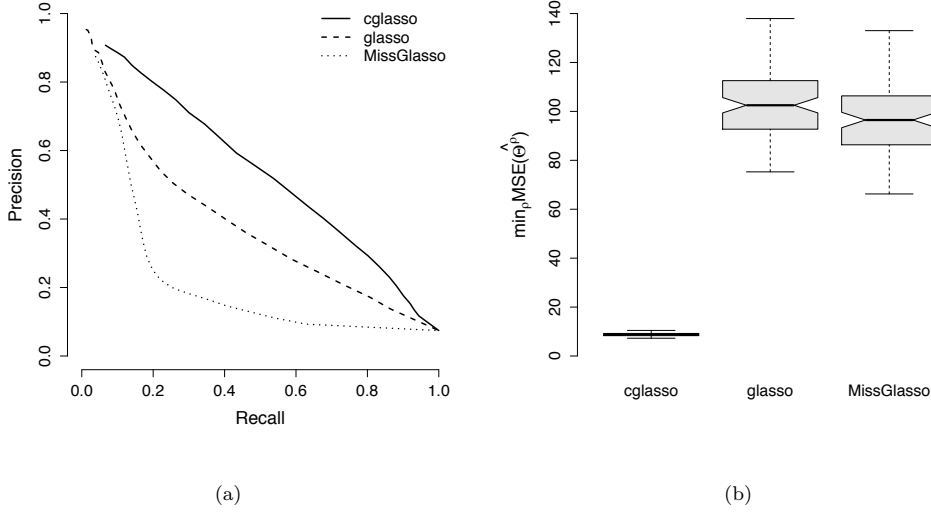 cglasso
glasso
MissGlasso
1.0
0.8
0.6
0.4
0.2
0.0
Precision
0.0 0.2 0.4 0.6 0.8 1.0
Recall
(a)
140
120
100
80
60
40
20
0
min_ρMSE(Θ̂^ρ)
cglasso glasso MissGlasso
(b)